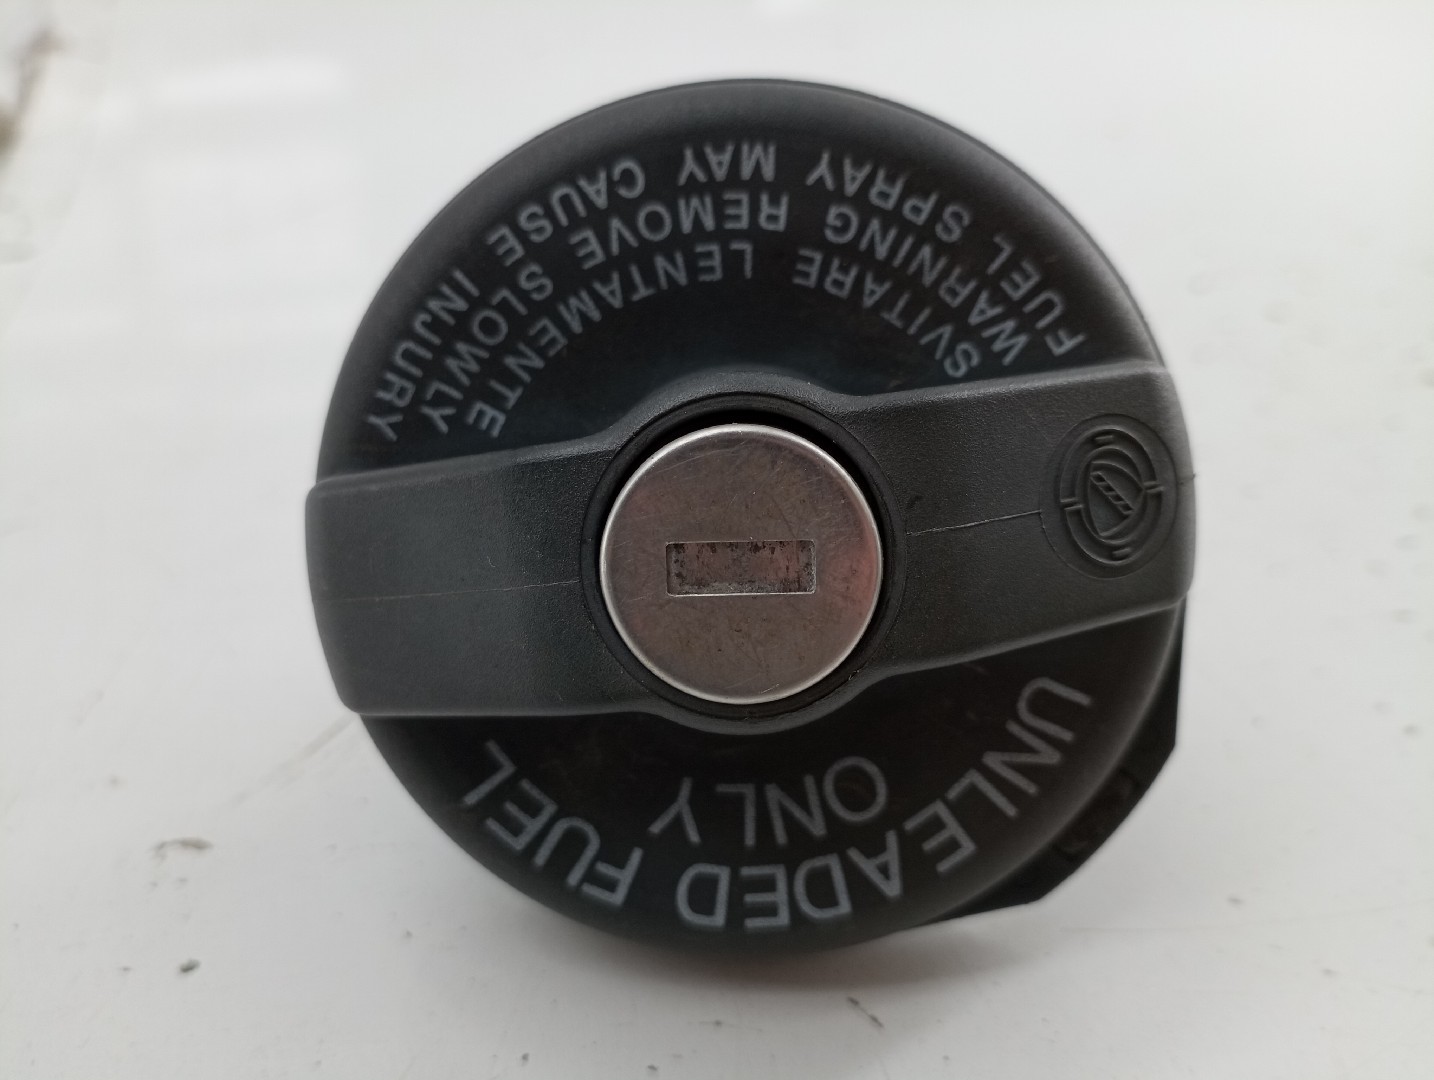 UNLEADED FUEL
ONLY
SVITARE LENTAMENTE
WARNING REMOVE SLOWLY
FUEL SPRAY MAY CAUSE INJURY